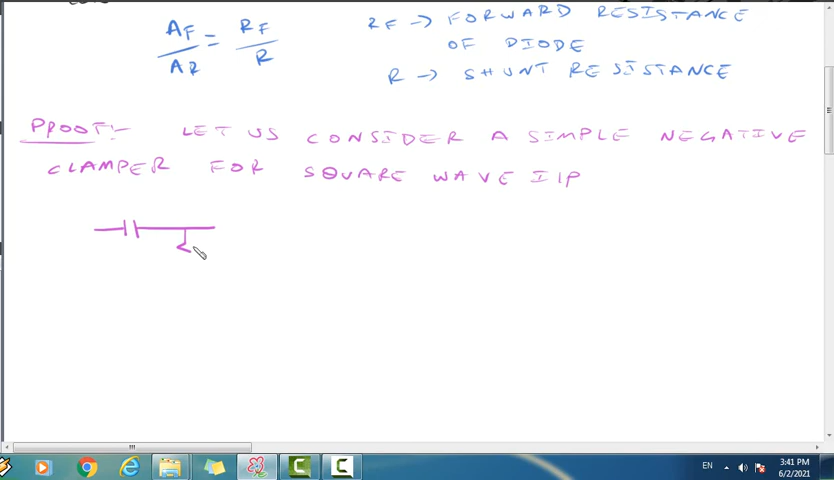 AF/AR = RF/R
RF → FORWARD RESISTANCE
OF DIODE
R → SHUNT RESISTANCE
PROOF:- LET US CONSIDER A SIMPLE NEGATIVE
CLAMPER FOR SQUARE WAVE I/P
EN
3:41 PM
6/2/2021